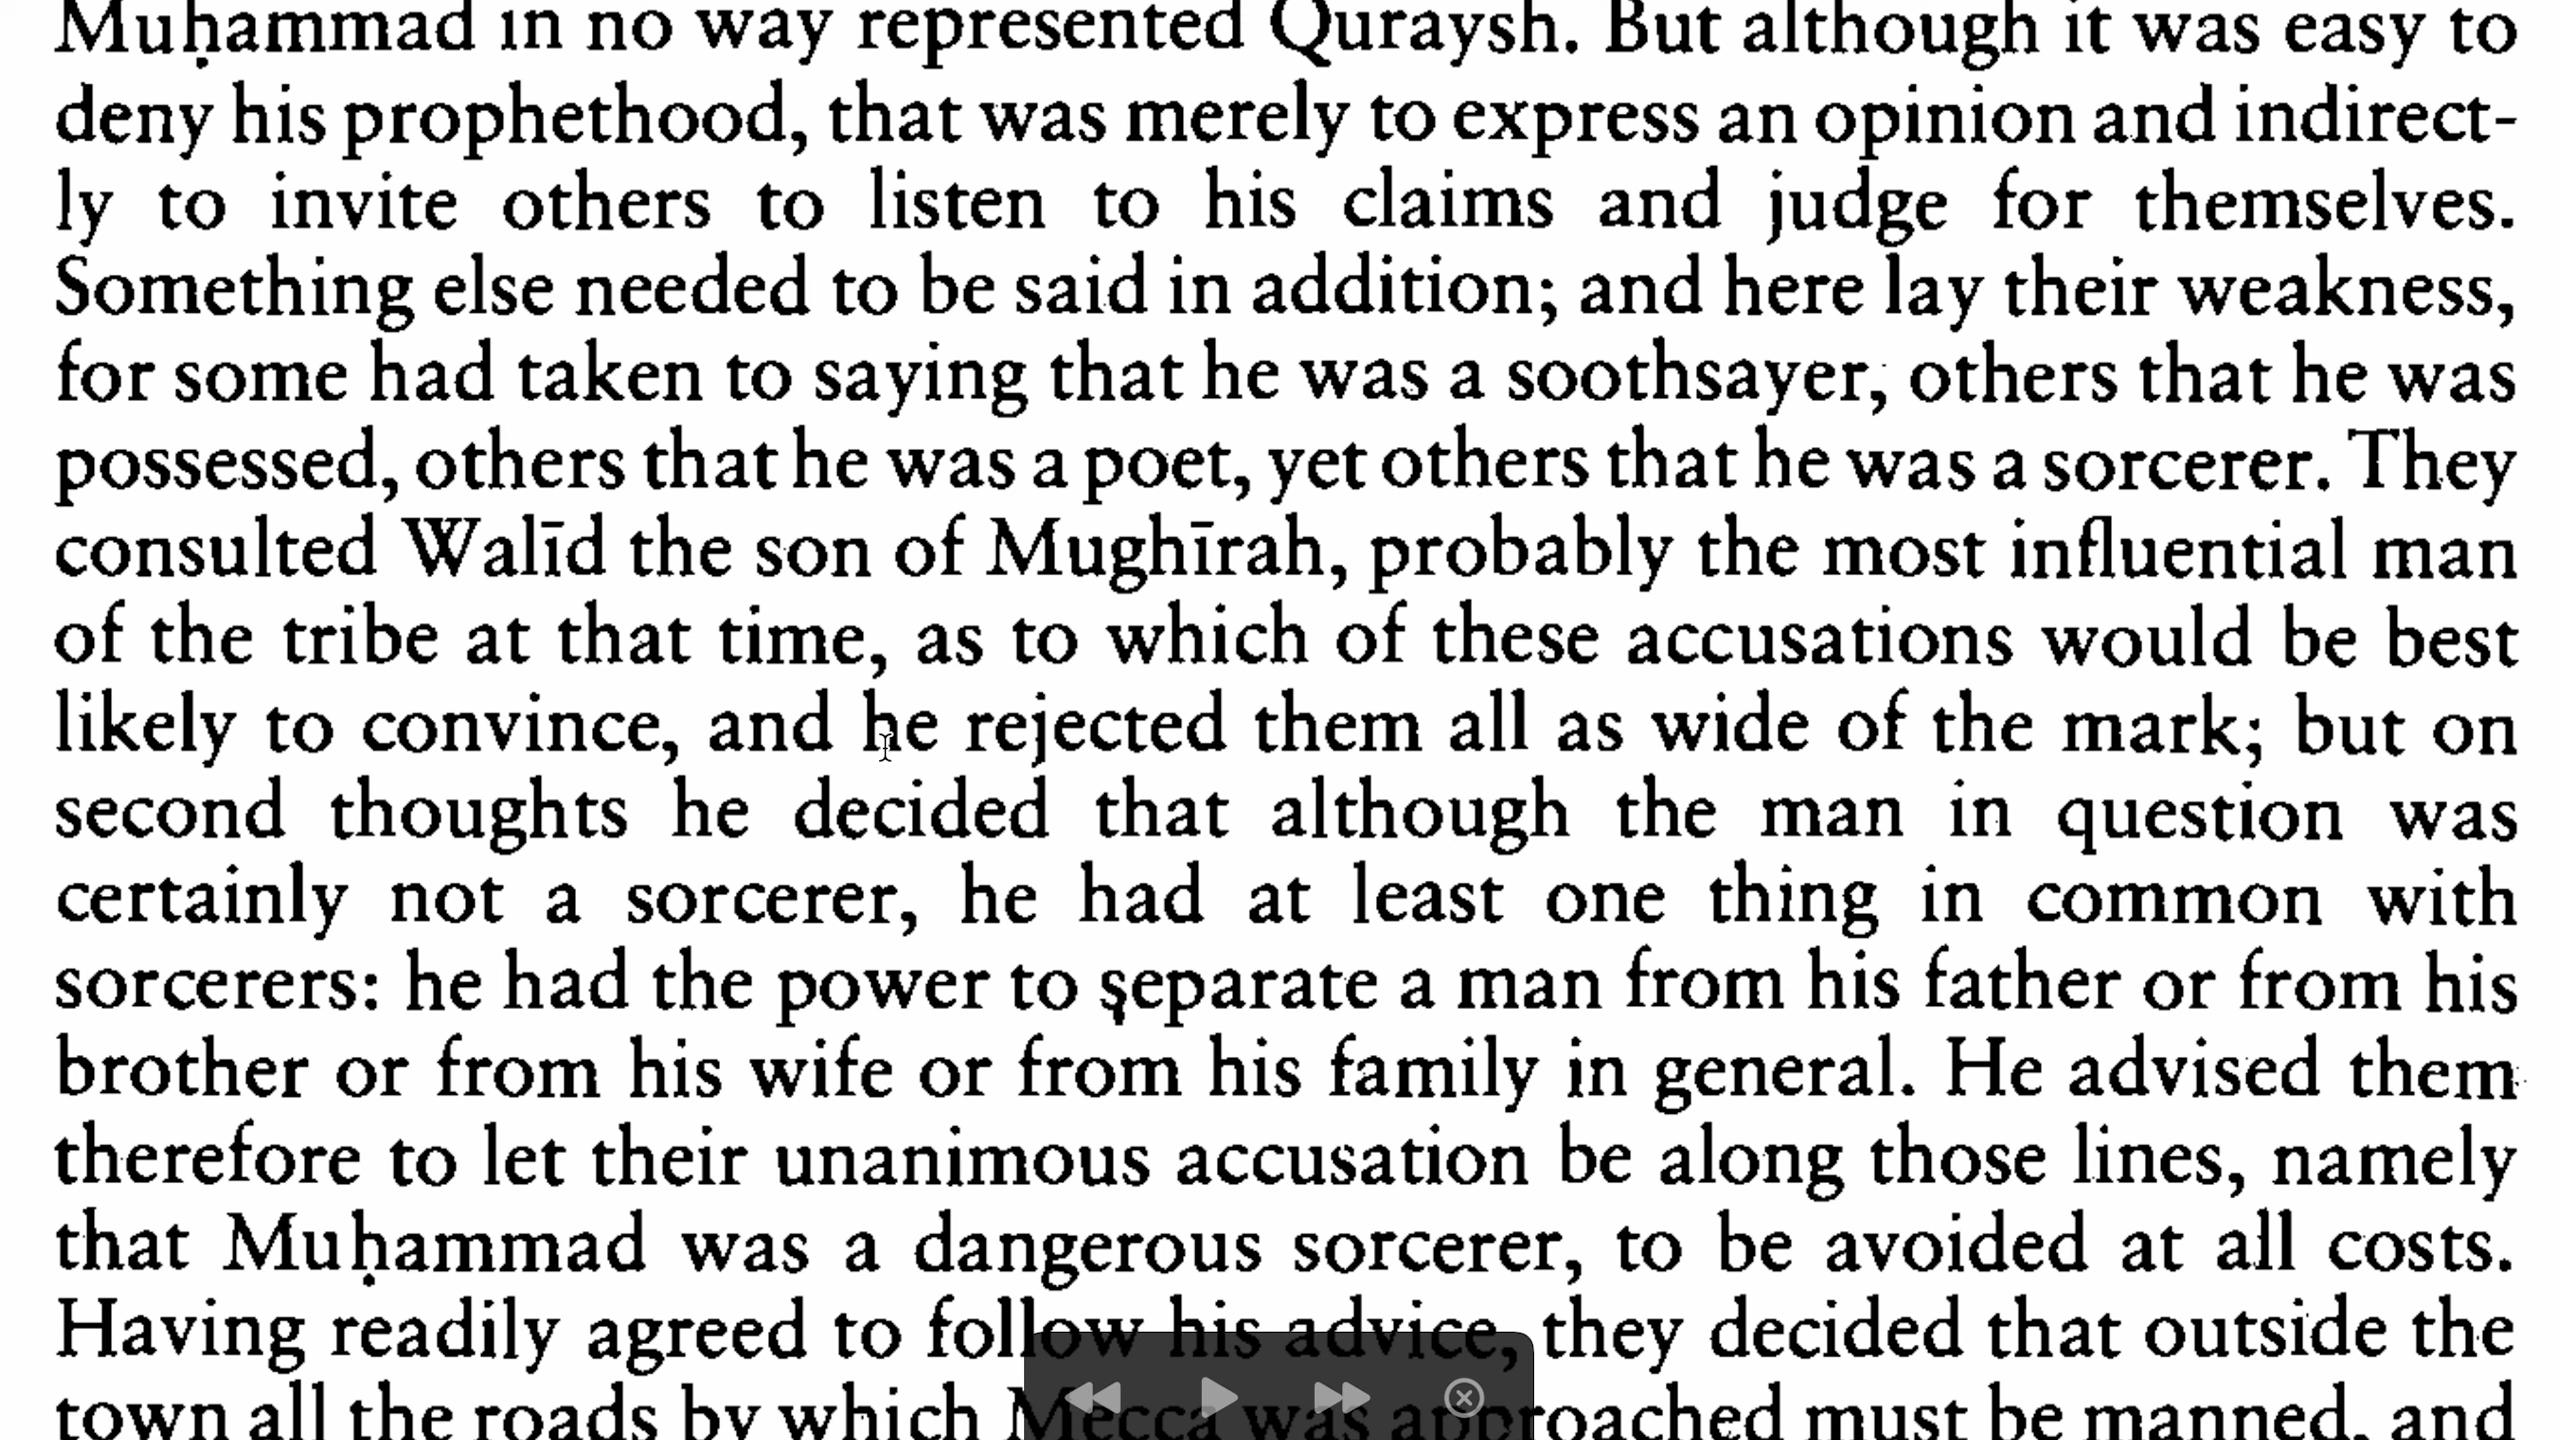 Muḥammad in no way represented Quraysh. But although it was easy to
deny his prophethood, that was merely to express an opinion and indirect-
ly to invite others to listen to his claims and judge for themselves.
Something else needed to be said in addition; and here lay their weakness,
for some had taken to saying that he was a soothsayer, others that he was
possessed, others that he was a poet, yet others that he was a sorcerer. They
consulted Walīd the son of Mughīrah, probably the most influential man
of the tribe at that time, as to which of these accusations would be best
likely to convince, and he rejected them all as wide of the mark; but on
second thoughts he decided that although the man in question was
certainly not a sorcerer, he had at least one thing in common with
sorcerers: he had the power to separate a man from his father or from his
brother or from his wife or from his family in general. He advised them
therefore to let their unanimous accusation be along those lines, namely
that Muḥammad was a dangerous sorcerer, to be avoided at all costs.
Having readily agreed to follow his advice, they decided that outside the
town all the roads by which Mecca was approached must be manned, and